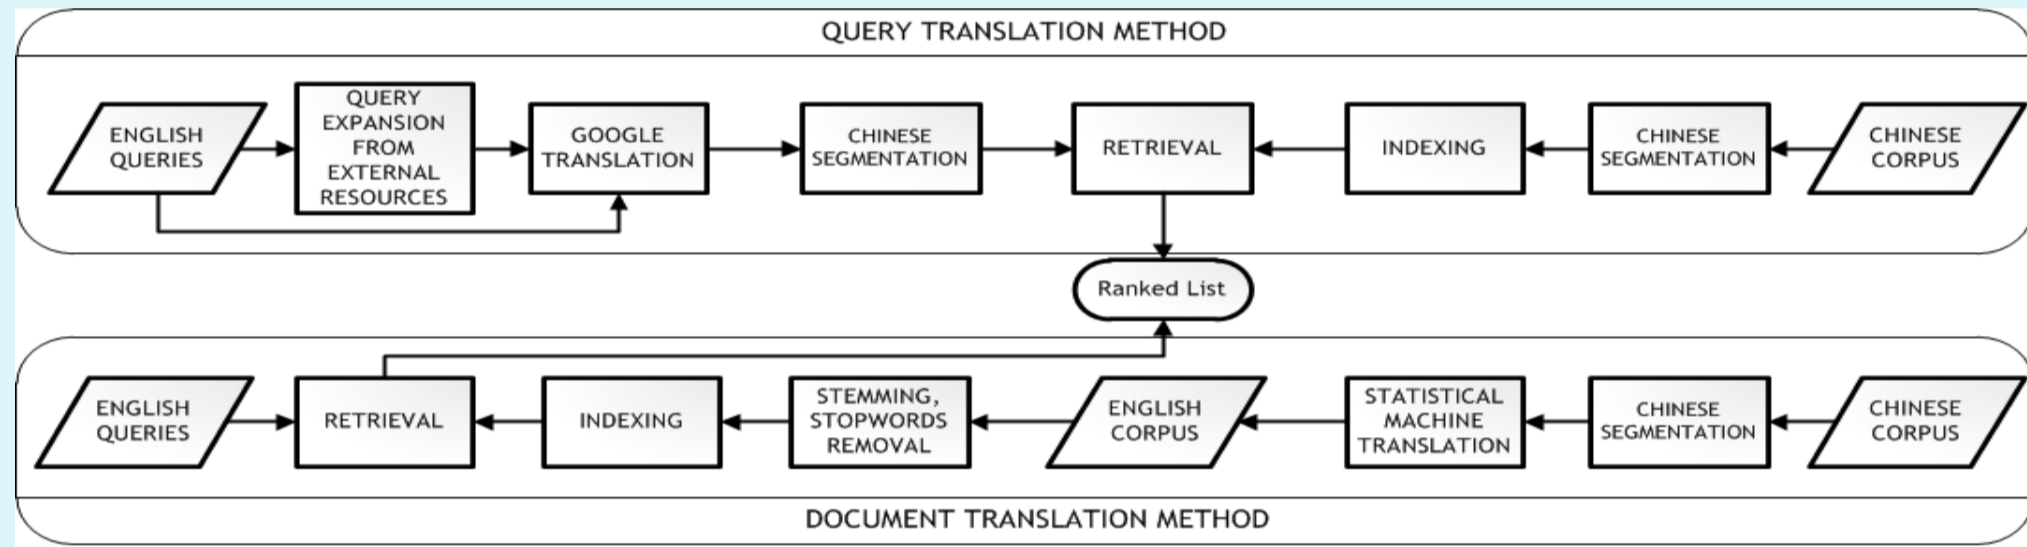 QUERY TRANSLATION METHOD
ENGLISH
QUERIES
QUERY
EXPANSION
FROM
EXTERNAL
RESOURCES
GOOGLE
TRANSLATION
CHINESE
SEGMENTATION
RETRIEVAL
INDEXING
CHINESE
SEGMENTATION
CHINESE
CORPUS
Ranked List
ENGLISH
QUERIES
RETRIEVAL
INDEXING
STEMMING,
STOPWORDS
REMOVAL
ENGLISH
CORPUS
STATISTICAL
MACHINE
TRANSLATION
CHINESE
SEGMENTATION
CHINESE
CORPUS
DOCUMENT TRANSLATION METHOD